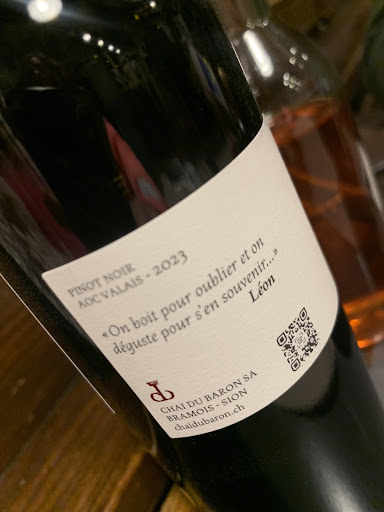 PINOT NOIR
AOC VALAIS - 2023
«On boit pour oublier et on
déguste pour s'en souvenir...»
Léon
CHAI DU BARON SA
BRAMOIS - SION
chaidubaron.ch